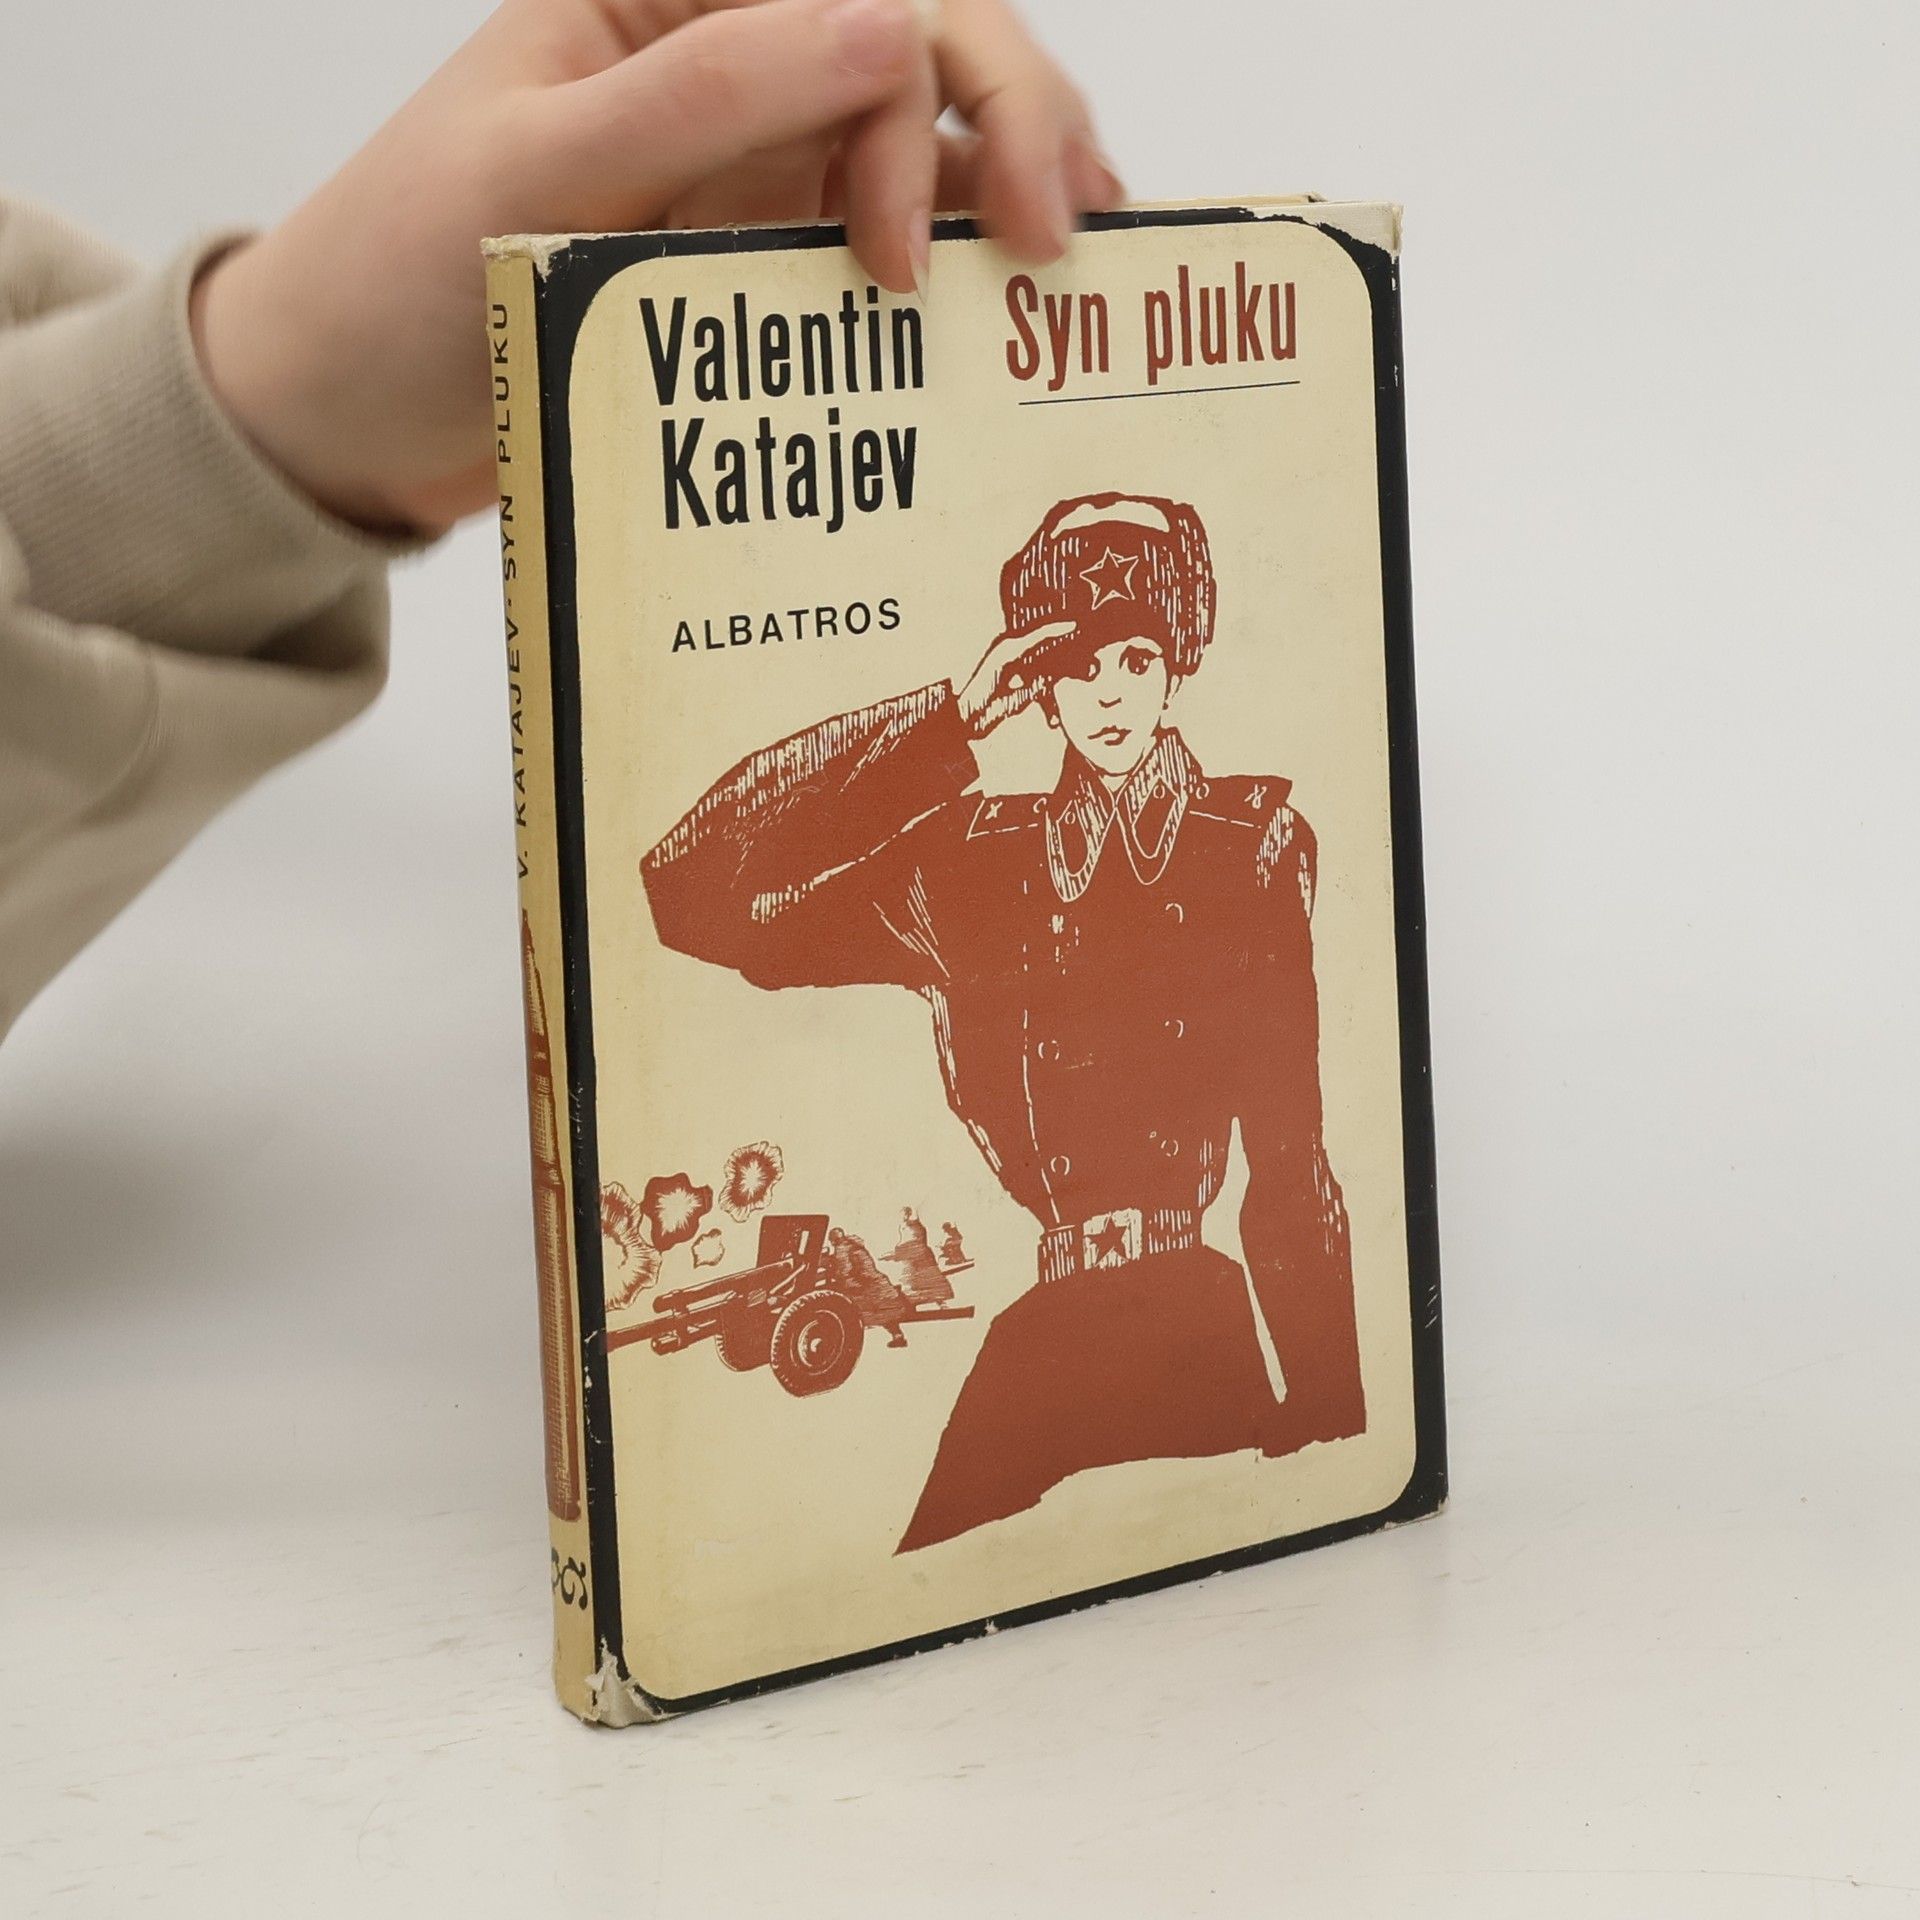 Valentin
Katajev
Syn pluku
ALBATROS
V. KATAJEV: SYN PLUKU